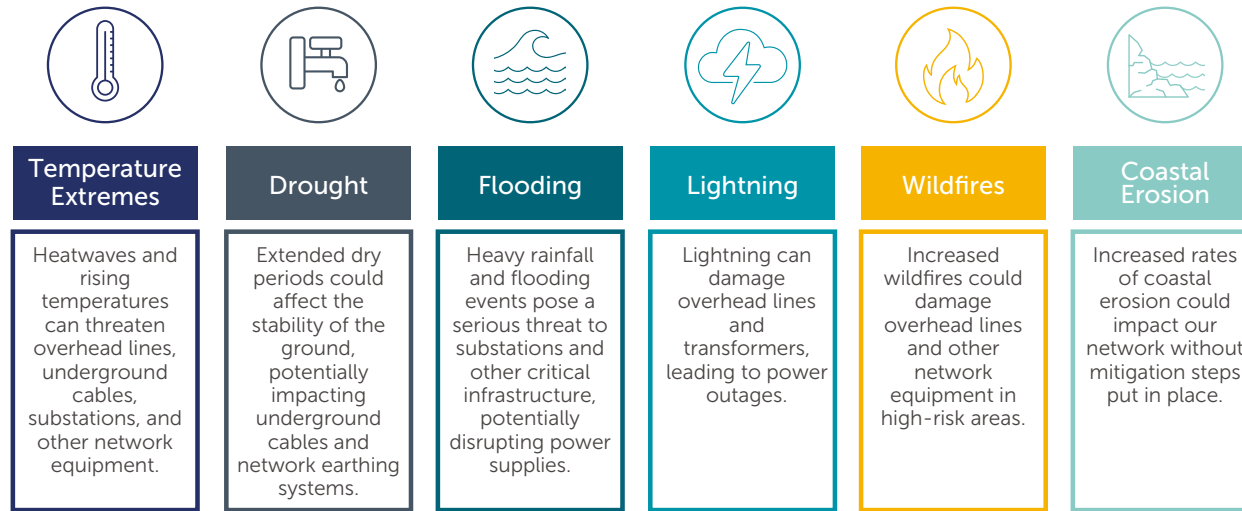 Temperature
Extremes
Heatwaves and
rising
temperatures
can threaten
overhead lines,
underground
cables,
substations, and
other network
equipment.
Drought
Extended dry
periods could
affect the
stability of the
ground,
potentially
impacting
underground
cables and
network earthing
systems.
Flooding
Heavy rainfall
and flooding
events pose a
serious threat to
substations and
other critical
infrastructure,
potentially
disrupting power
supplies.
Lightning
Lightning can
damage
overhead lines
and
transformers,
leading to power
outages.
Wildfires
Increased
wildfires could
damage
overhead lines
and other
network
equipment in
high-risk areas.
Coastal
Erosion
Increased rates
of coastal
erosion could
impact our
network without
mitigation steps
put in place.